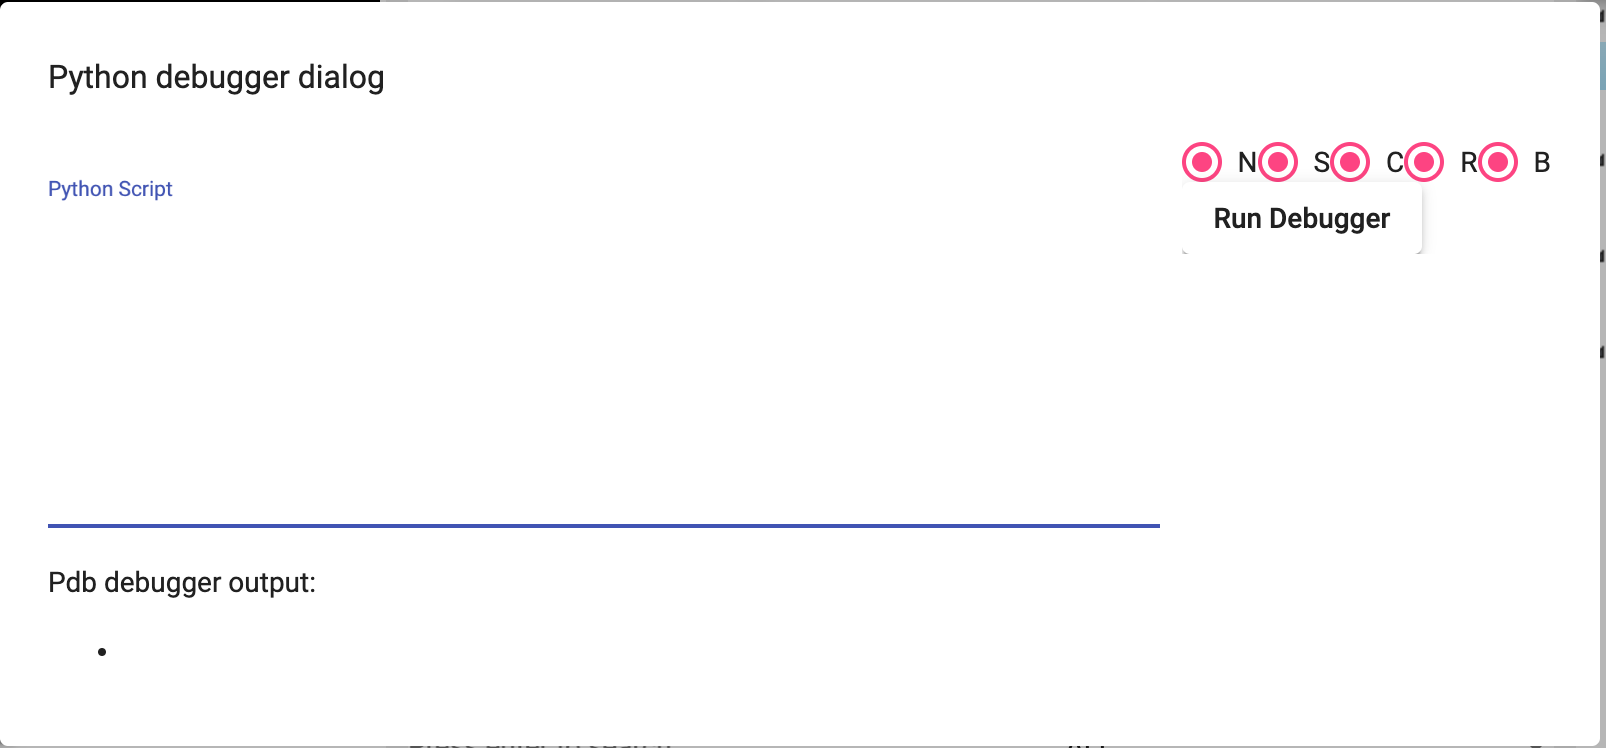 Python debugger dialog
N S C R B
Python Script
Run Debugger
Pdb debugger output: